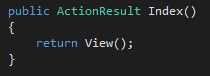 public ActionResult Index()
{
    return View();
}